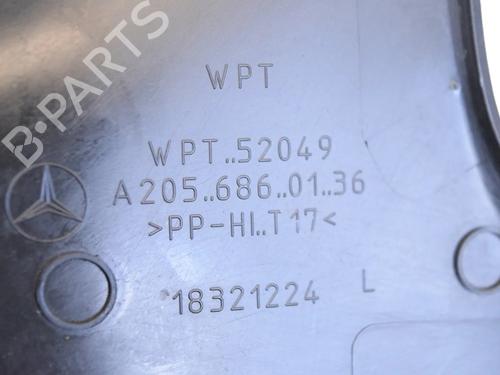 WPT
WPT..52049
A205..686..01..36
>PP-HI..T17<
18321224 L
B-PARTS